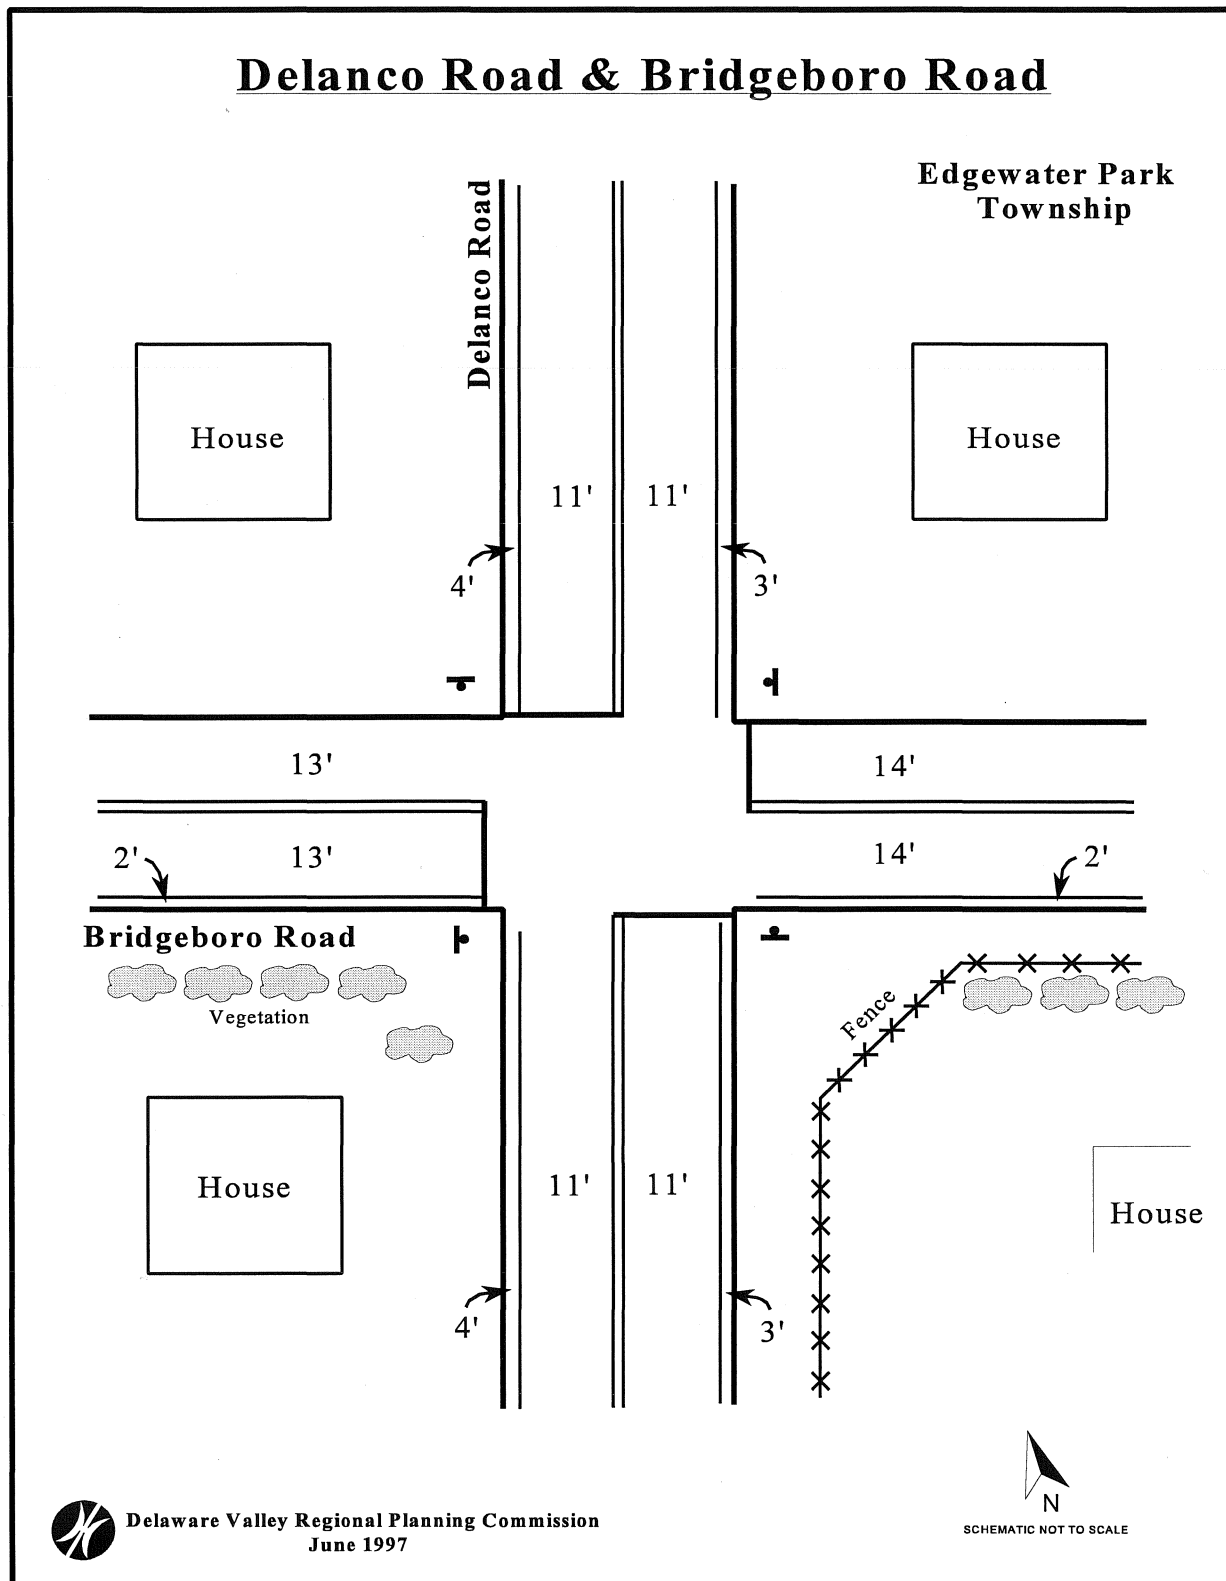 Delanco Road & Bridgeboro Road
Edgewater Park
Township
Delanco Road
House
House
11'
11'
4'
3'
13'
14'
2'
13'
14'
2'
Bridgeboro Road
Vegetation
Fence
House
11'
11'
House
4'
3'
N
SCHEMATIC NOT TO SCALE
Delaware Valley Regional Planning Commission
June 1997